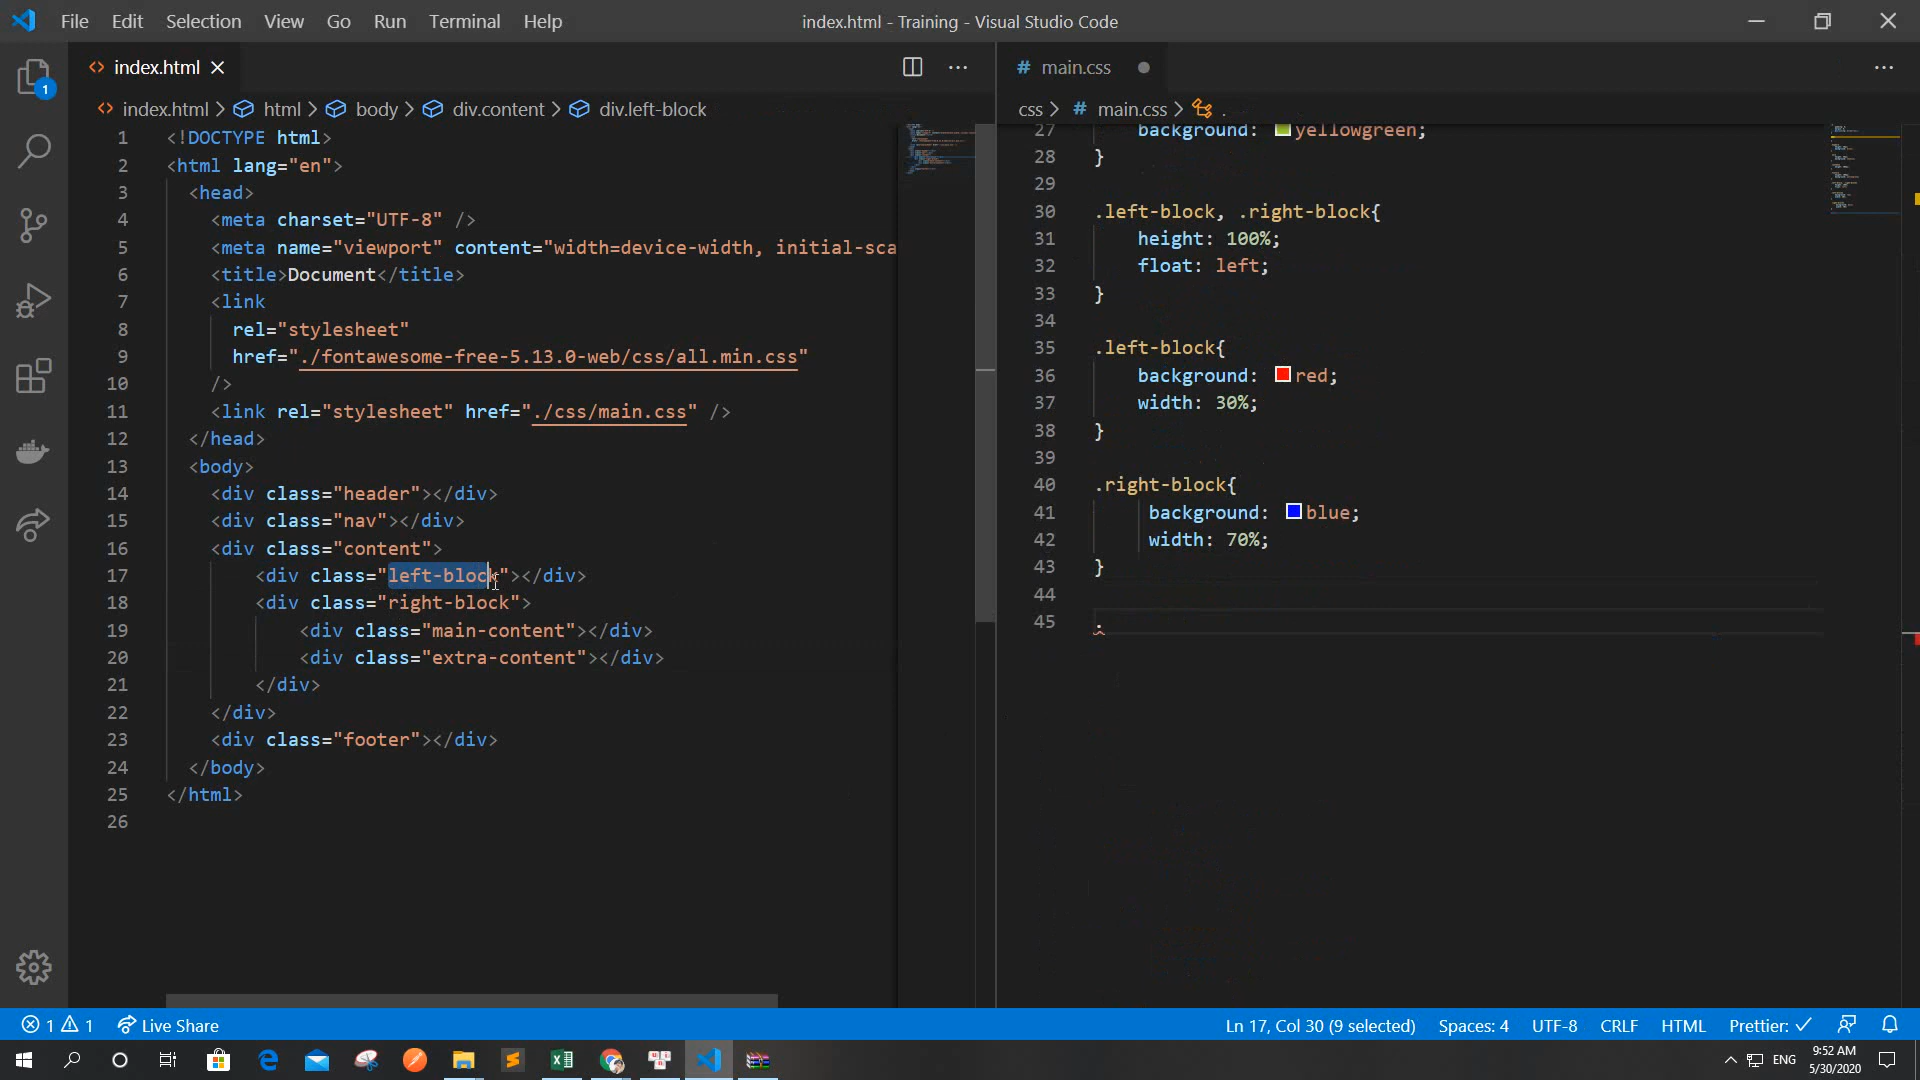 File Edit Selection View Go Run Terminal Help
index.html - Training - Visual Studio Code
index.html
index.html > html > body > div.content > div.left-block
1 <!DOCTYPE html>
2 <html lang="en">
3 <head>
4 <meta charset="UTF-8" />
5 <meta name="viewport" content="width=device-width, initial-sca
6 <title>Document</title>
7 <link
8 rel="stylesheet"
9 href="./fontawesome-free-5.13.0-web/css/all.min.css"
10 />
11 <link rel="stylesheet" href="./css/main.css" />
12 </head>
13 <body>
14 <div class="header"></div>
15 <div class="nav"></div>
16 <div class="content">
17 <div class="left-block"></div>
18 <div class="right-block">
19 <div class="main-content"></div>
20 <div class="extra-content"></div>
21 </div>
22 </div>
23 <div class="footer"></div>
24 </body>
25 </html>
26
# main.css
css > # main.css > .
27 background: yellowgreen;
28 }
29
30 .left-block, .right-block{
31 height: 100%;
32 float: left;
33 }
34
35 .left-block{
36 background: red;
37 width: 30%;
38 }
39
40 .right-block{
41 background: blue;
42 width: 70%;
43 }
44
45 .
1
1 1 Live Share
Ln 17, Col 30 (9 selected) Spaces: 4 UTF-8 CRLF HTML Prettier: ✓
ENG
9:52 AM
5/30/2020